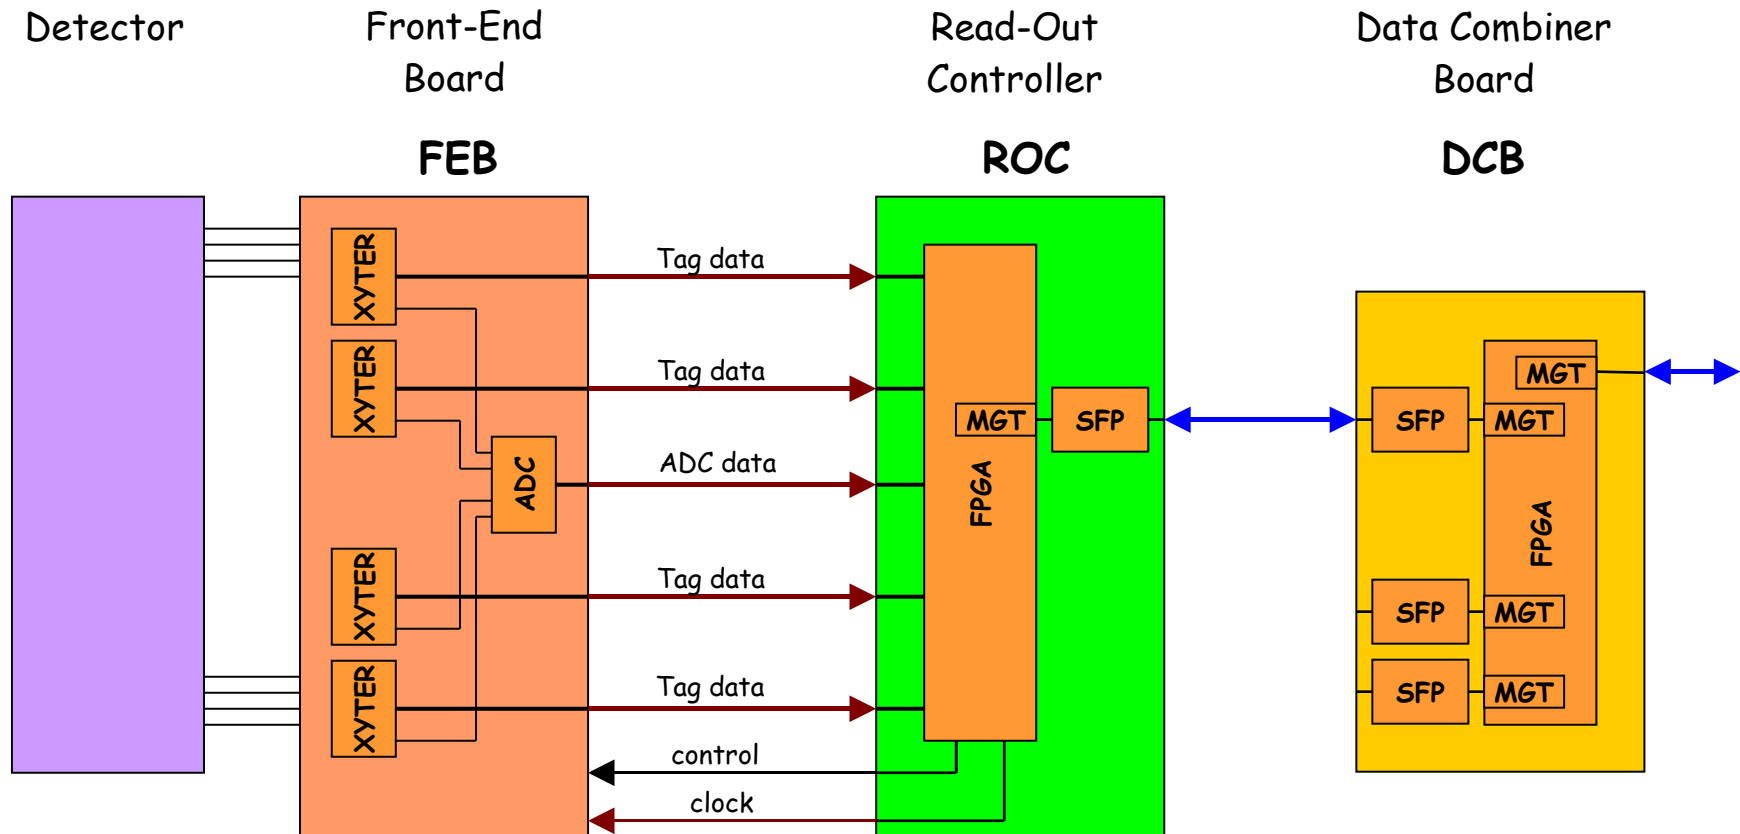 Detector
Front-End
Board
FEB
Read-Out
Controller
ROC
Data Combiner
Board
DCB
XYTER
XYTER
XYTER
XYTER
ADC
Tag data
Tag data
ADC data
Tag data
Tag data
control
clock
MGT
SFP
FPGA
MGT
SFP
MGT
FPGA
SFP
MGT
SFP
MGT